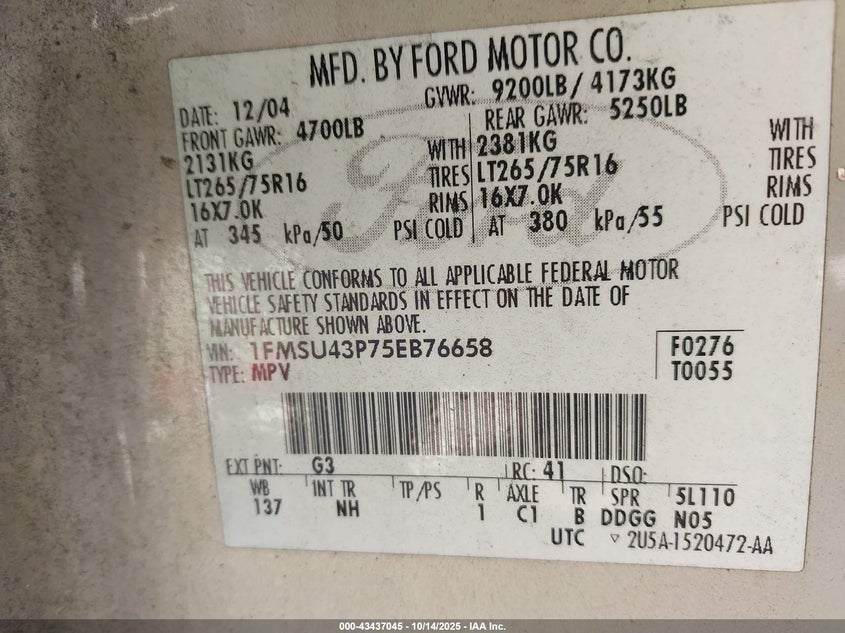 MFD. BY FORD MOTOR CO.
DATE: 12/04 GVWR: 9200LB/ 4173KG
FRONT GAWR: 4700LB REAR GAWR: 5250LB
2131KG WITH 2381KG WITH
LT265/75R16 TIRES LT265/75R16 TIRES
16X7.0K RIMS 16X7.0K RIMS
AT 345 kPa/50 PSI COLD AT 380 kPa/55 PSI COLD
Ford
THIS VEHICLE CONFORMS TO ALL APPLICABLE FEDERAL MOTOR
VEHICLE SAFETY STANDARDS IN EFFECT ON THE DATE OF
MANUFACTURE SHOWN ABOVE.
VIN: 1FMSU43P75EB76658 F0276
TYPE: MPV T0055
EXT PNT: G3 RC: 41 DSO:
WB INT TR TP/PS R AXLE TR SPR 5L110
137 NH 1 C1 B DDGG N05
UTC ▽ 2U5A-1520472-AA
000-43437045 - 10/14/2025 - IAA Inc.